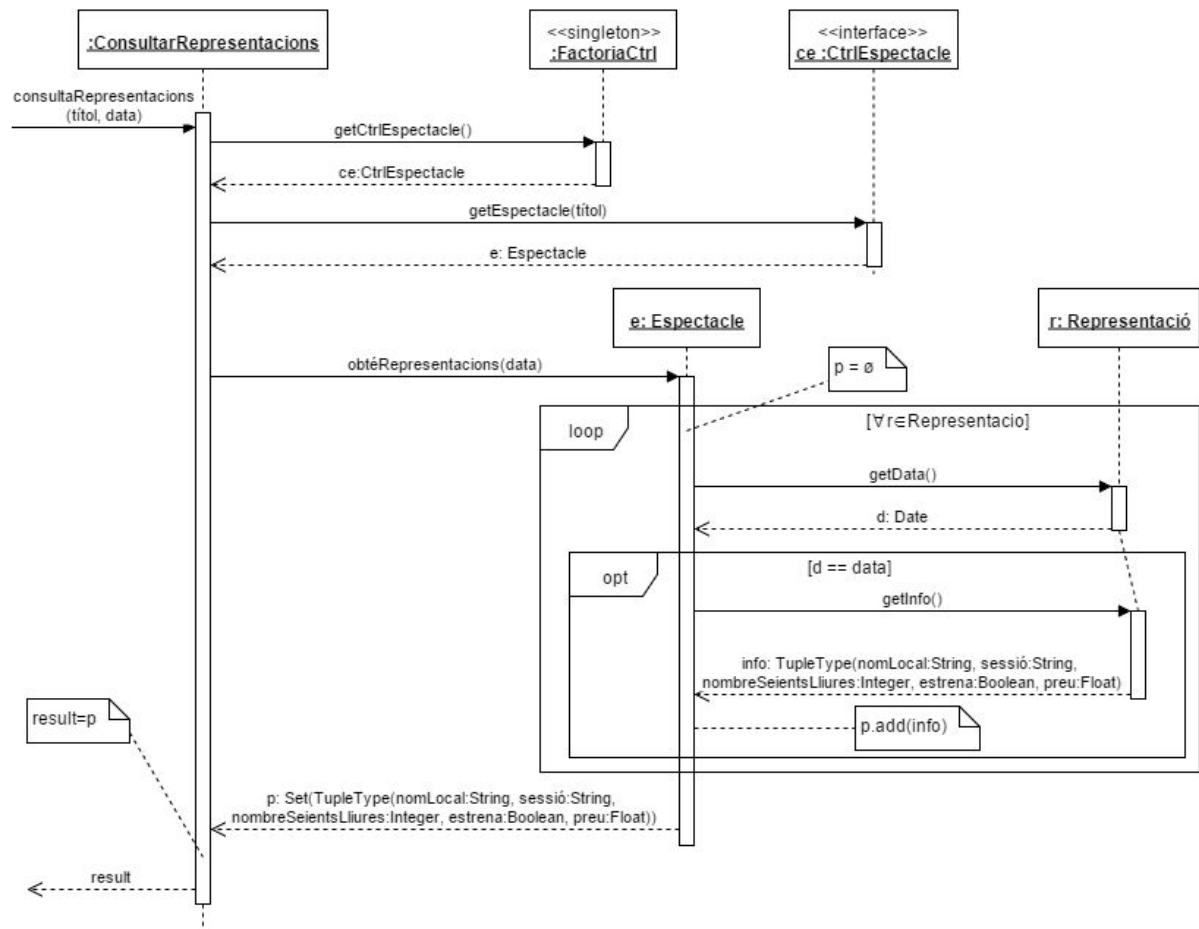 :ConsultarRepresentacions
<<singleton>>
:FactoriaCtrl
<<interface>>
ce :CtrlEspectacle
consultaRepresentacions
(títol, data)
getCtrlEspectacle()
ce:CtrlEspectacle
getEspectacle(títol)
e: Espectacle
e: Espectacle
r: Representació
obtéRepresentacions(data)
p = ø
loop
[∀r∈Representacio]
getData()
d: Date
opt
[d == data]
getInfo()
info: TupleType(nomLocal:String, sessió:String,
nombreSeientsLliures:Integer, estrena:Boolean, preu:Float)
result=p
p.add(info)
p: Set(TupleType(nomLocal:String, sessió:String,
nombreSeientsLliures:Integer, estrena:Boolean, preu:Float))
result